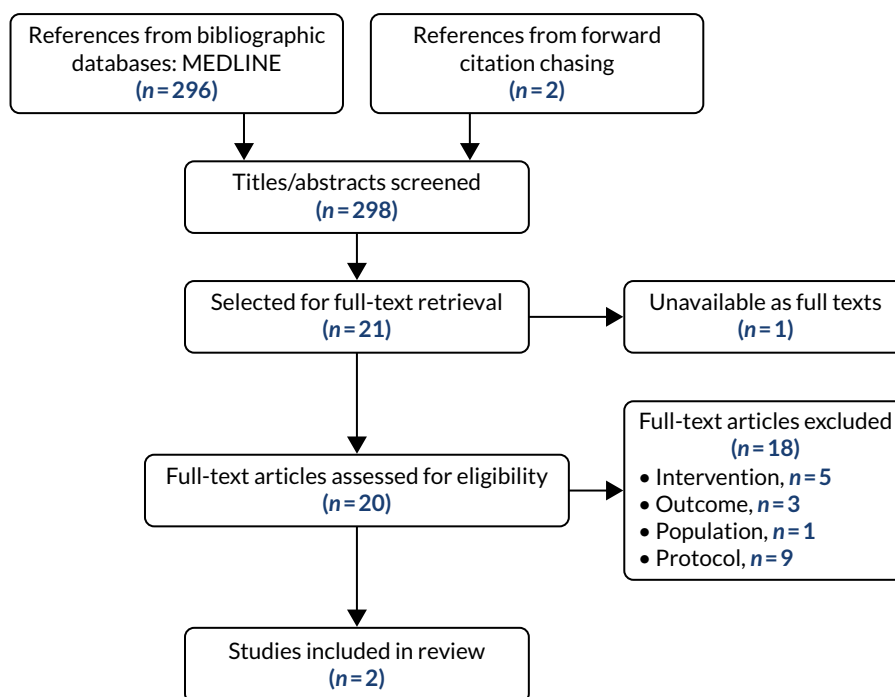 References from bibliographic
databases: MEDLINE
(n=296)
References from forward
citation chasing
(n=2)
Titles/abstracts screened
(n=298)
Selected for full-text retrieval
(n=21)
Unavailable as full texts
(n=1)
Full-text articles assessed for eligibility
(n=20)
Full-text articles excluded
(n=18)
• Intervention, n=5
• Outcome, n=3
• Population, n=1
• Protocol, n=9
Studies included in review
(n=2)